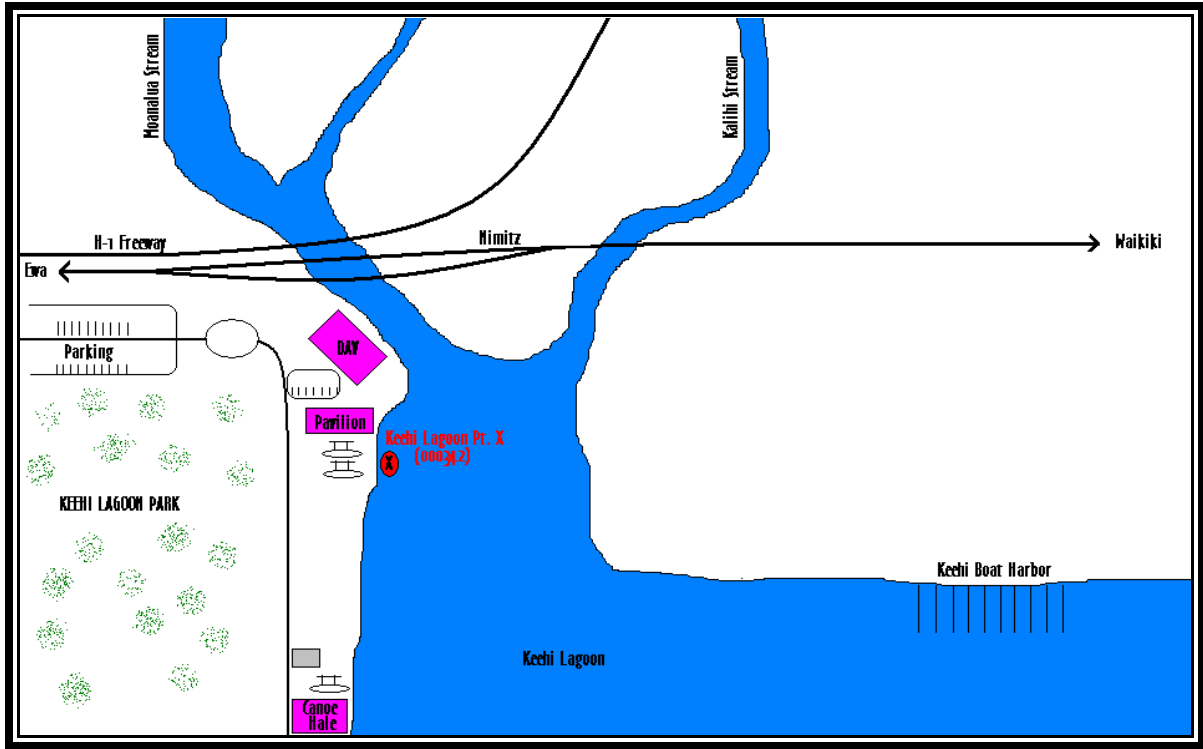 Moanalua Stream
Kalihi Stream
H-1 Freeway
Nimitz
Waikiki
Ewa
Parking
DAV
Pavilion
Keehi Lagoon Pt. X
X
KEEHI LAGOON PARK
Keehi Boat Harbor
Keehi Lagoon
Canoe
Hale